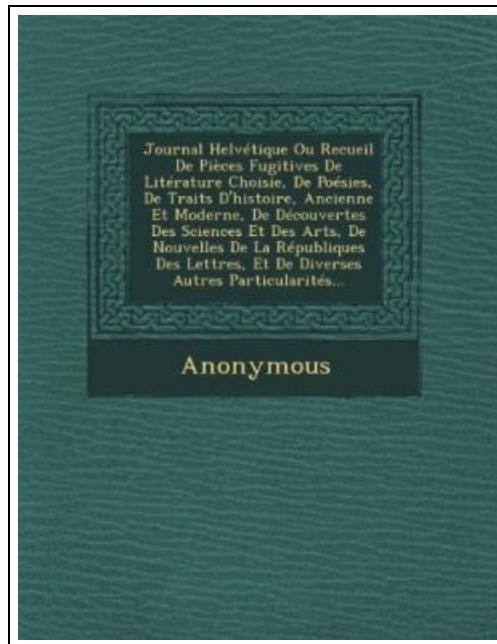 Journal Helvétique Ou Recueil
De Pièces Fugitives De
Litérature Choisie, De Poésies,
De Traits D'histoire, Ancienne
Et Moderne, De Découvertes
Des Sciences Et Des Arts, De
Nouvelles De La Républiques
Des Lettres, Et De Diverses
Autres Particularités...
Anonymous